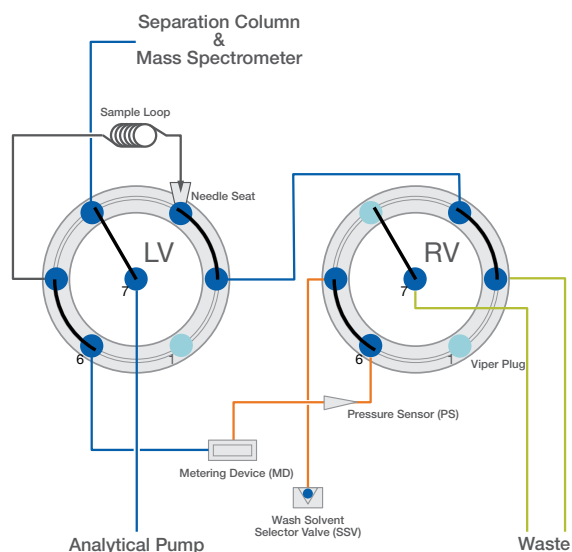 Separation Column
&
Mass Spectrometer
Sample Loop
Needle Seat
LV
RV
7
7
6
1
6
1
Viper Plug
Pressure Sensor (PS)
Metering Device (MD)
Wash Solvent
Selector Valve (SSV)
Analytical Pump
Waste